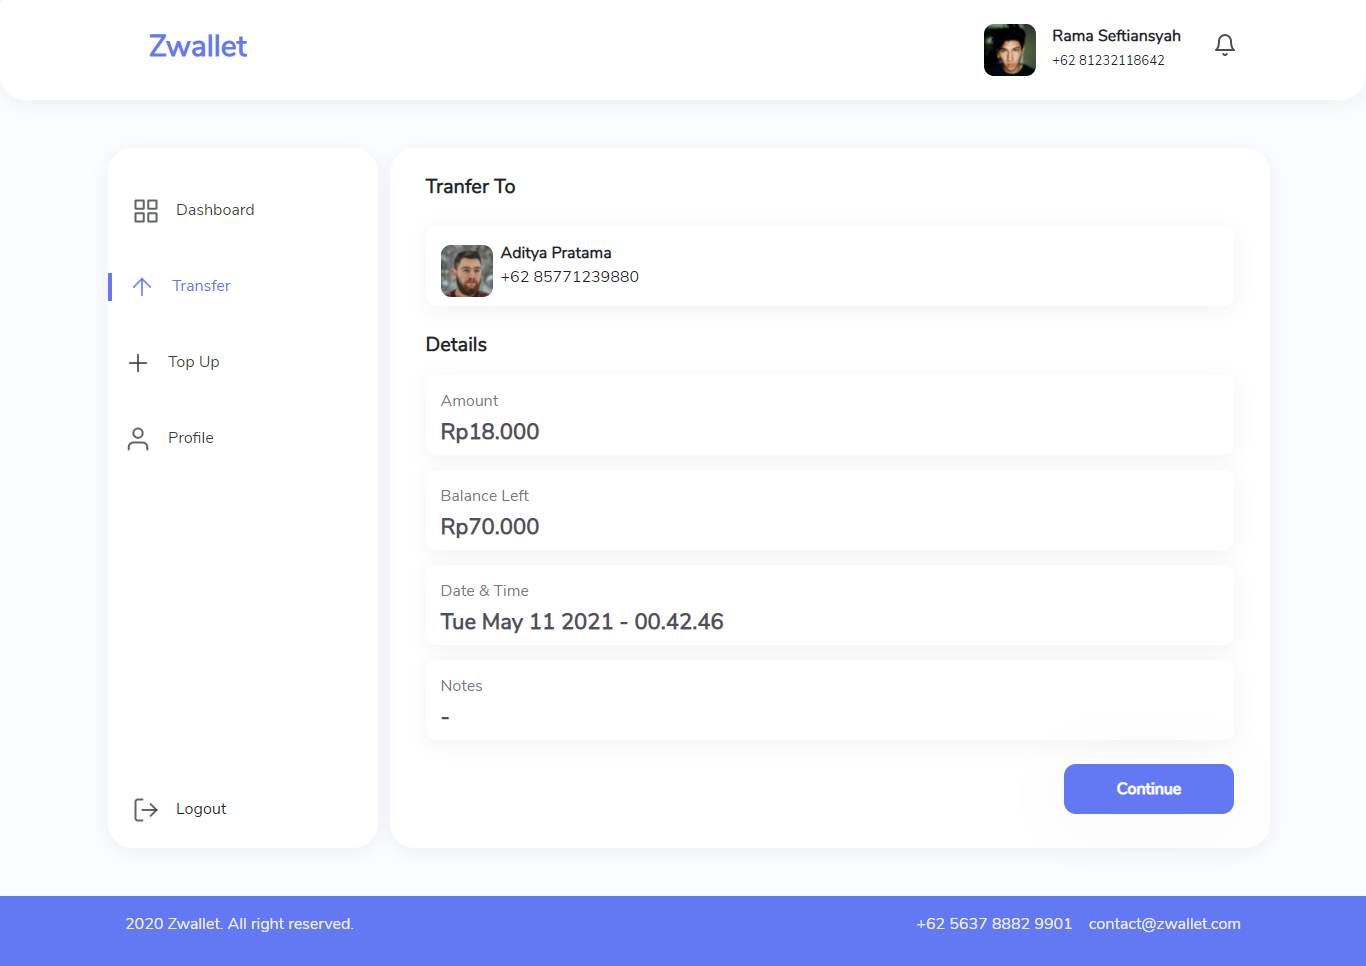 Zwallet
Rama Seftiansyah
+62 81232118642
Dashboard
Transfer
Top Up
Profile
Logout
Tranfer To
Aditya Pratama
+62 85771239880
Details
Amount
Rp18.000
Balance Left
Rp70.000
Date & Time
Tue May 11 2021 - 00.42.46
Notes
-
Continue
2020 Zwallet. All right reserved.
+62 5637 8882 9901 contact@zwallet.com